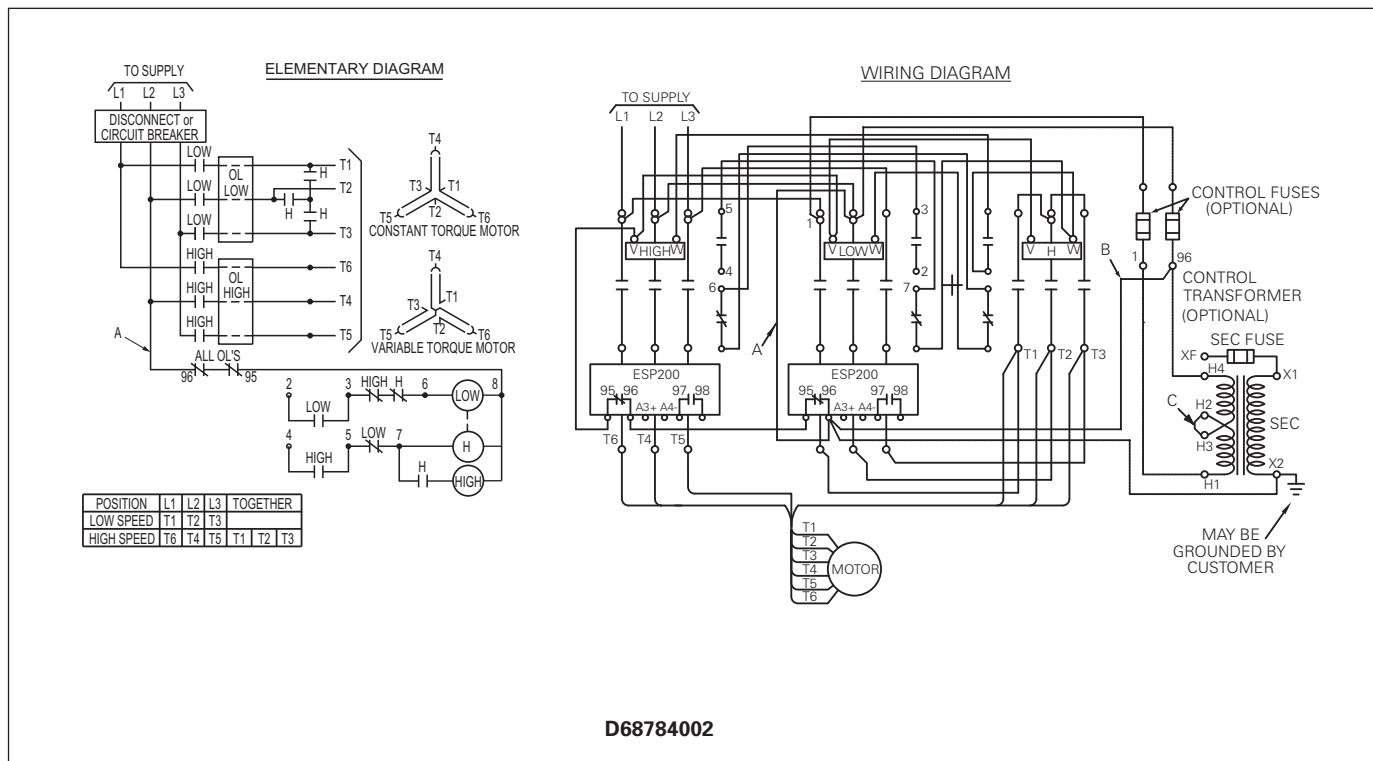 ELEMENTARY DIAGRAM
TO SUPPLY
L1 L2 L3
DISCONNECT or
CIRCUIT BREAKER
LOW
LOW
LOW
HIGH
HIGH
HIGH
OL
LOW
OL
HIGH
H
H
H
T1
T2
T3
T6
T4
T5
A
ALL OL'S
96 95
T4
T3 T1
T5 T2 T6
CONSTANT TORQUE MOTOR
T4
T3 T1
T5 T2 T6
VARIABLE TORQUE MOTOR
2 3 HIGH H 6 8
LOW
LOW
4 5 LOW 7
HIGH
H
H
HIGH
POSITION L1 L2 L3 TOGETHER
LOW SPEED T1 T2 T3
HIGH SPEED T6 T4 T5 T1 T2 T3
WIRING DIAGRAM
TO SUPPLY
L1 L2 L3
5
1
3
V HIGH W
V LOW W
V H W
4
6
2
7
A
T1 T2 T3
ESP200
95 96 97 98
A3+ A4-
ESP200
95 96 97 98
A3+ A4-
T6 T4 T5
T1
T2
T3
T4
T5
T6
MOTOR
CONTROL FUSES
(OPTIONAL)
B
1 96
CONTROL
TRANSFORMER
(OPTIONAL)
SEC FUSE
XF
H4 X1
C
H2
H3
SEC
H1 X2
MAY BE
GROUNDED BY
CUSTOMER
D68784002